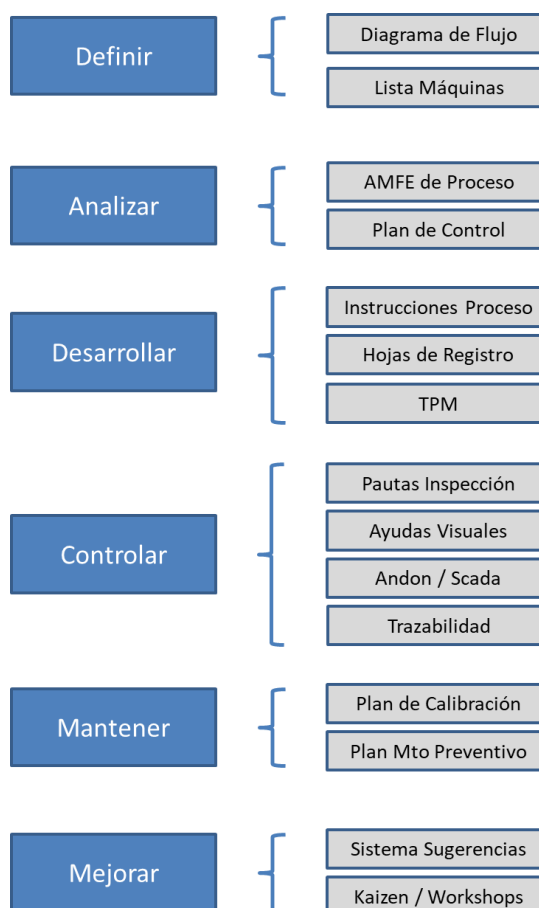 Definir
Diagrama de Flujo
Lista Máquinas
Analizar
AMFE de Proceso
Plan de Control
Desarrollar
Instrucciones Proceso
Hojas de Registro
TPM
Controlar
Pautas Inspección
Ayudas Visuales
Andon / Scada
Trazabilidad
Mantener
Plan de Calibración
Plan Mto Preventivo
Mejorar
Sistema Sugerencias
Kaizen / Workshops